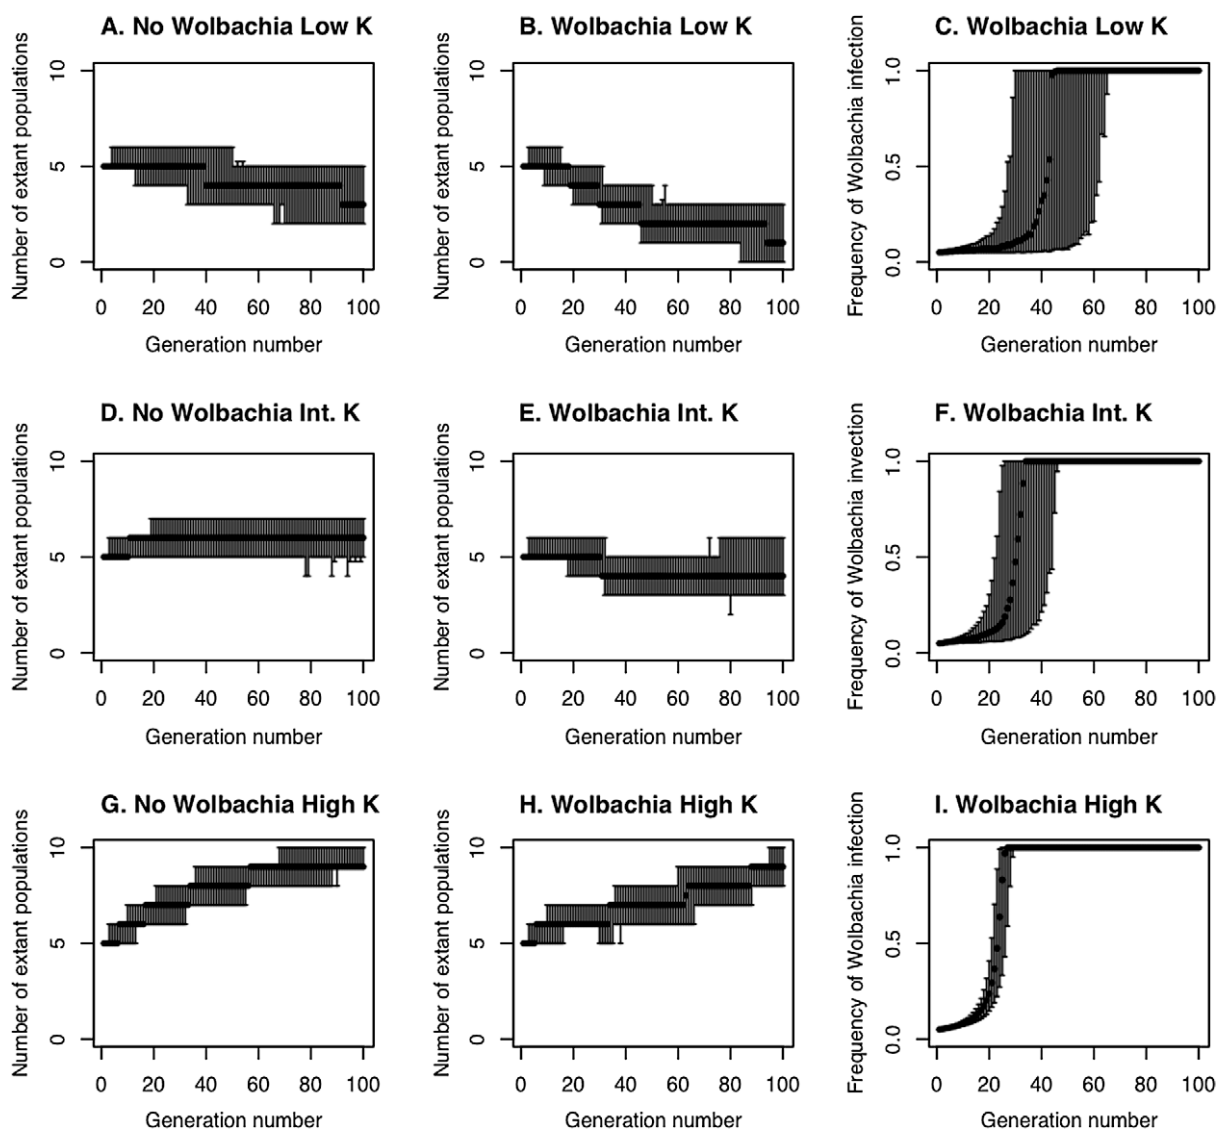 A. No Wolbachia Low K
Number of extant populations
10
5
0
0 20 40 60 80 100
Generation number
B. Wolbachia Low K
Number of extant populations
10
5
0
0 20 40 60 80 100
Generation number
C. Wolbachia Low K
Frequency of Wolbachia infection
1.0
0.5
0.0
0 20 40 60 80 100
Generation number
D. No Wolbachia Int. K
Number of extant populations
10
5
0
0 20 40 60 80 100
Generation number
E. Wolbachia Int. K
Number of extant populations
10
5
0
0 20 40 60 80 100
Generation number
F. Wolbachia Int. K
Frequency of Wolbachia invection
1.0
0.5
0.0
0 20 40 60 80 100
Generation number
G. No Wolbachia High K
Number of extant populations
10
5
0
0 20 40 60 80 100
Generation number
H. Wolbachia High K
Number of extant populations
10
5
0
0 20 40 60 80 100
Generation number
I. Wolbachia High K
Frequency of Wolbachia infection
1.0
0.5
0.0
0 20 40 60 80 100
Generation number